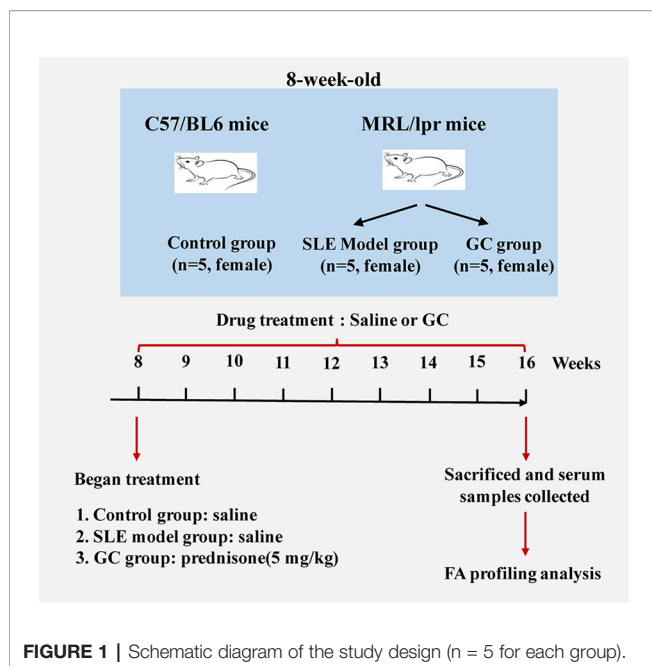 8-week-old
C57/BL6 mice
MRL/lpr mice
Control group
(n=5, female)
SLE Model group
(n=5, female)
GC group
(n=5, female)
Drug treatment : Saline or GC
8 9 10 11 12 13 14 15 16 Weeks
Began treatment
1. Control group: saline
2. SLE model group: saline
3. GC group: prednisone(5 mg/kg)
Sacrificed and serum
samples collected
FA profiling analysis
FIGURE 1 | Schematic diagram of the study design (n = 5 for each group).